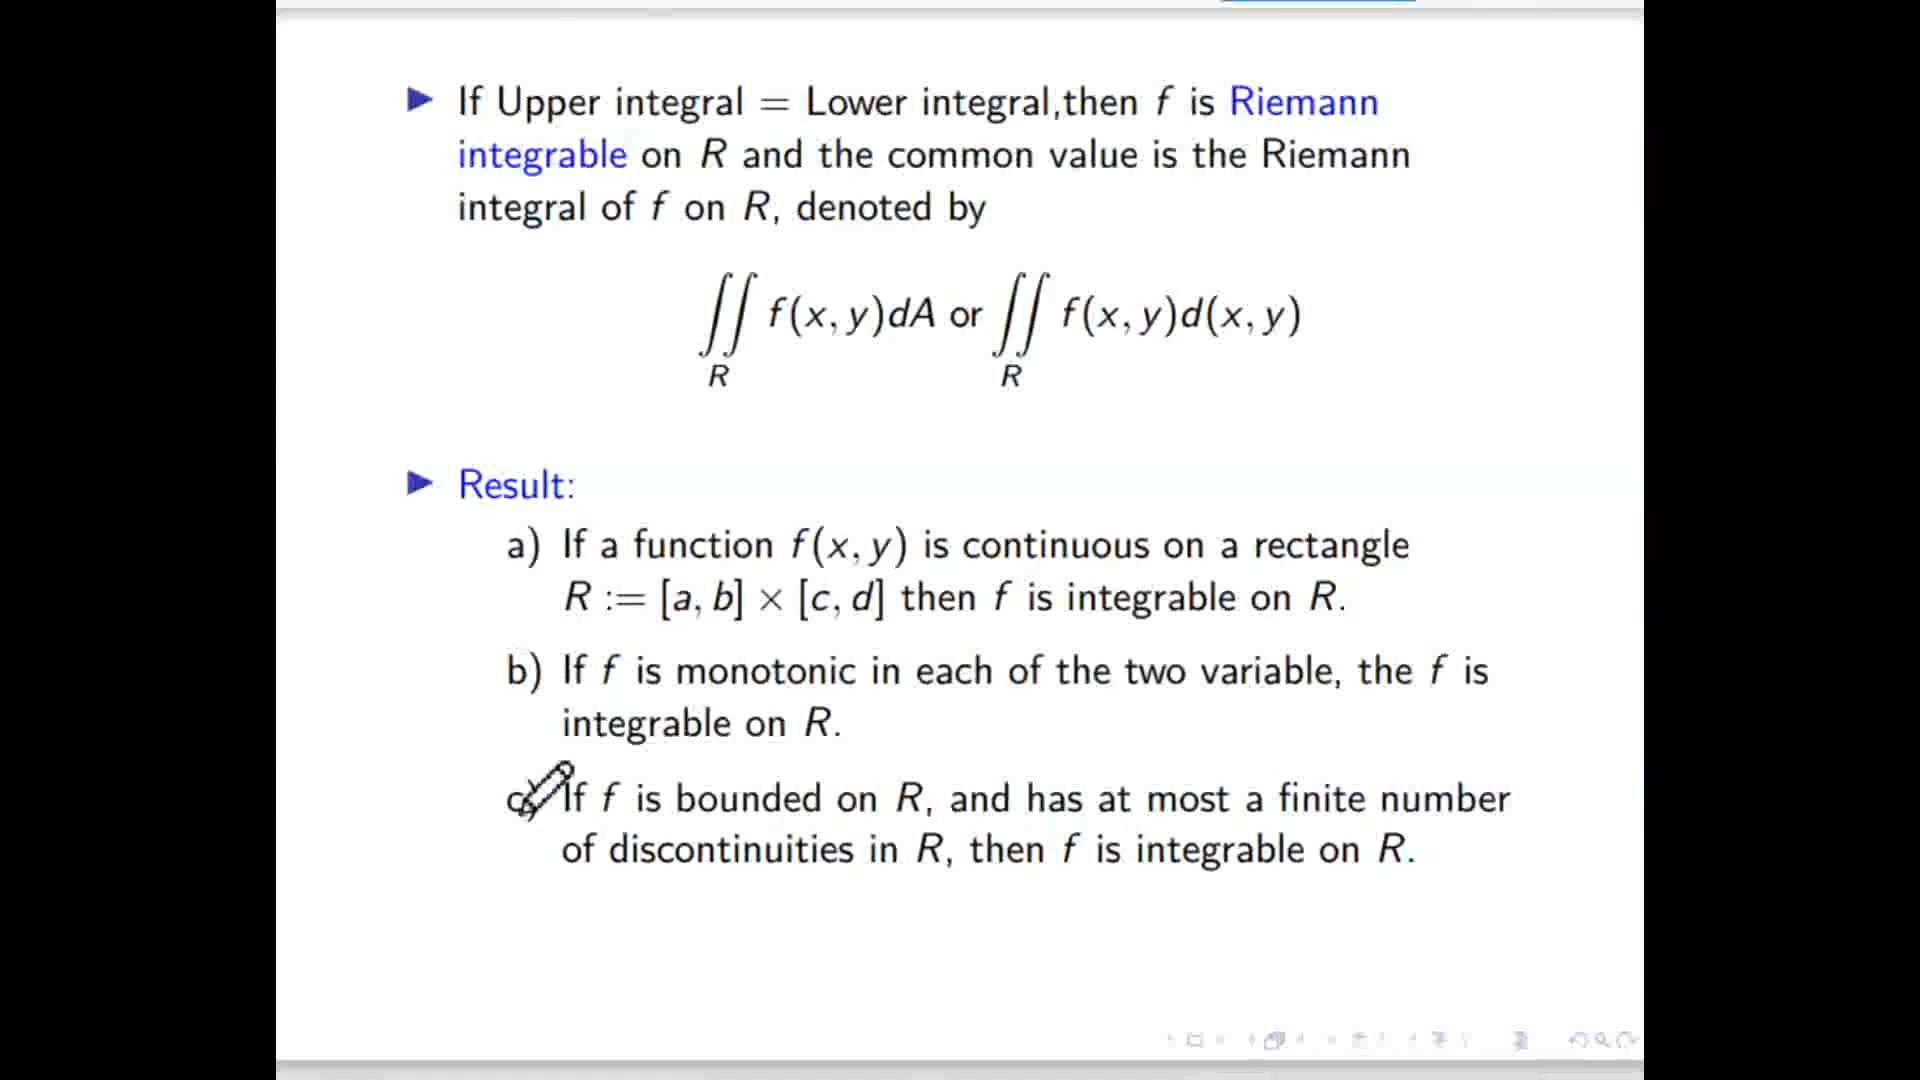 If Upper integral = Lower integral,then f is Riemann
integrable on R and the common value is the Riemann
integral of f on R, denoted by
∬ f(x, y)dA or ∬ f(x, y)d(x, y)
R R
Result:
a) If a function f(x, y) is continuous on a rectangle
R := [a, b] × [c, d] then f is integrable on R.
b) If f is monotonic in each of the two variable, the f is
integrable on R.
c) If f is bounded on R, and has at most a finite number
of discontinuities in R, then f is integrable on R.